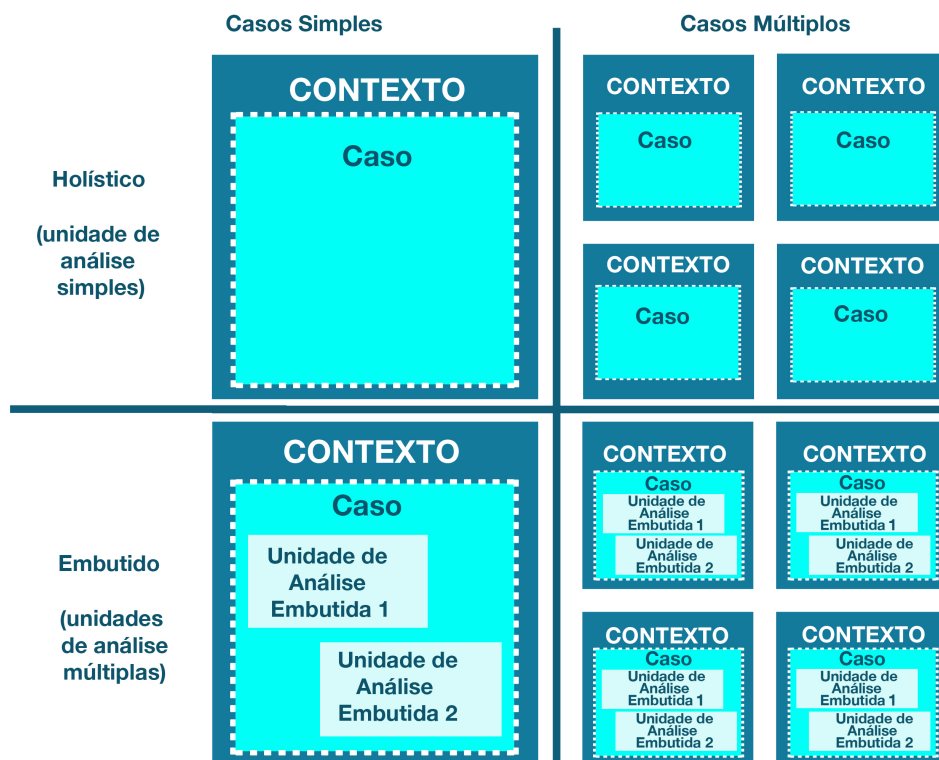 Casos Simples
Casos Múltiplos
Holístico
(unidade de
análise
simples)
CONTEXTO
Caso
CONTEXTO
Caso
CONTEXTO
Caso
CONTEXTO
Caso
CONTEXTO
Caso
Embutido
(unidades
de análise
múltiplas)
CONTEXTO
Caso
Unidade de
Análise
Embutida 1
Unidade de
Análise
Embutida 2
CONTEXTO
Caso
Unidade de
Análise
Embutida 1
Unidade de
Análise
Embutida 2
CONTEXTO
Caso
Unidade de
Análise
Embutida 1
Unidade de
Análise
Embutida 2
CONTEXTO
Caso
Unidade de
Análise
Embutida 1
Unidade de
Análise
Embutida 2
CONTEXTO
Caso
Unidade de
Análise
Embutida 1
Unidade de
Análise
Embutida 2